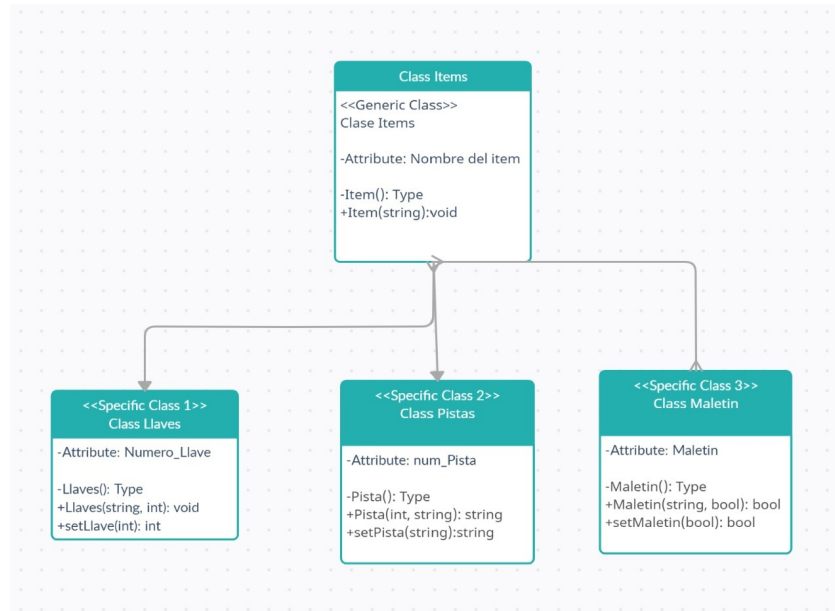 Class Items
<<Generic Class>>
Clase Items
-Attribute: Nombre del item
-Item(): Type
+Item(string):void
<<Specific Class 1>>
Class Llaves
-Attribute: Numero_Llave
-Llaves(): Type
+Llaves(string, int): void
+setLlave(int): int
<<Specific Class 2>>
Class Pistas
-Attribute: num_Pista
-Pista(): Type
+Pista(int, string): string
+setPista(string):string
<<Specific Class 3>>
Class Maletin
-Attribute: Maletin
-Maletin(): Type
+Maletin(string, bool): bool
+setMaletin(bool): bool